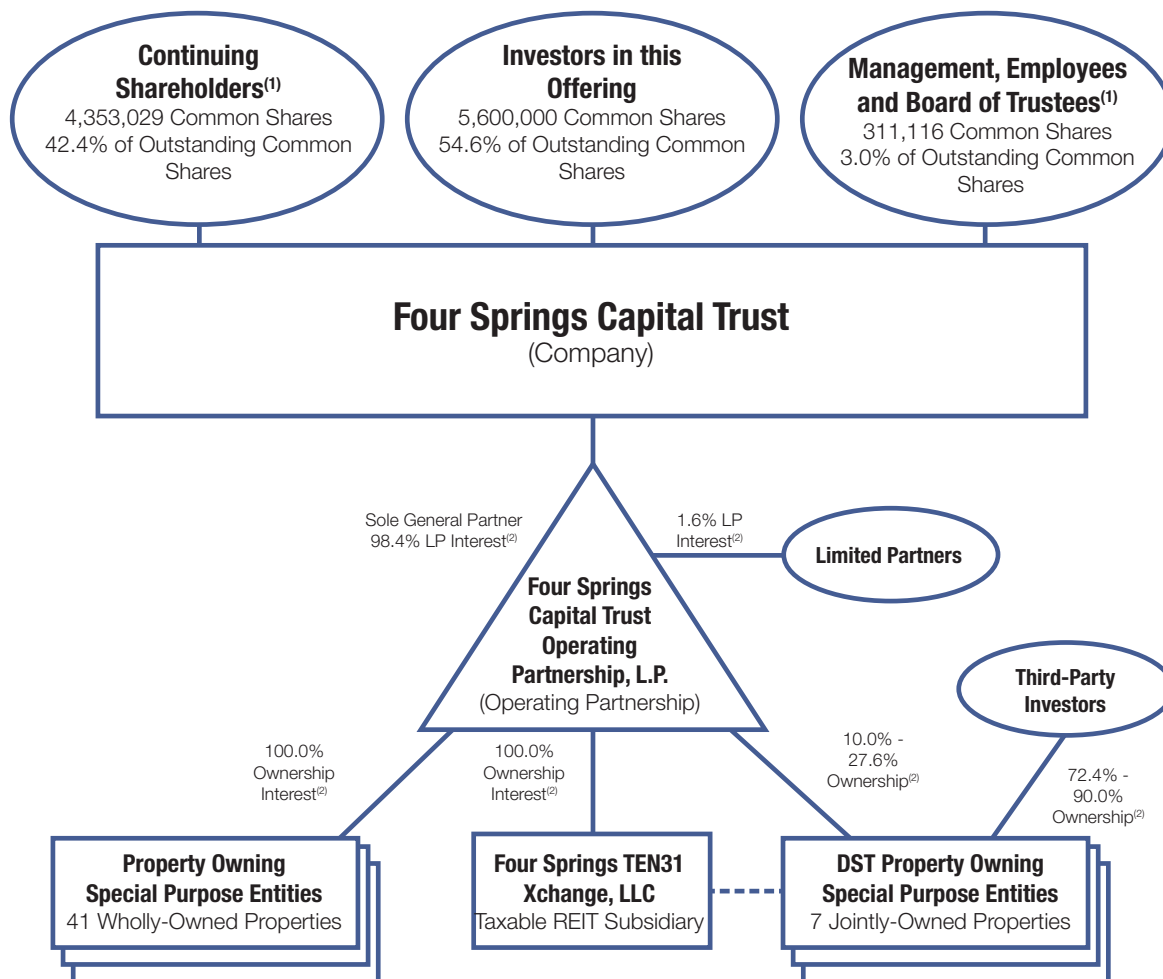 Continuing
Shareholders(1)
4,353,029 Common Shares
42.4% of Outstanding Common
Shares
Investors in this
Offering
5,600,000 Common Shares
54.6% of Outstanding Common
Shares
Management, Employees
and Board of Trustees(1)
311,116 Common Shares
3.0% of Outstanding Common
Shares
Four Springs Capital Trust
(Company)
Sole General Partner
98.4% LP Interest(2)
1.6% LP
Interest(2)
Limited Partners
Four Springs
Capital Trust
Operating
Partnership, L.P.
(Operating Partnership)
Third-Party
Investors
100.0%
Ownership
Interest(2)
100.0%
Ownership
Interest(2)
10.0% -
27.6%
Ownership(2)
72.4% -
90.0%
Ownership(2)
Property Owning
Special Purpose Entities
41 Wholly-Owned Properties
Four Springs TEN31
Xchange, LLC
Taxable REIT Subsidiary
DST Property Owning
Special Purpose Entities
7 Jointly-Owned Properties